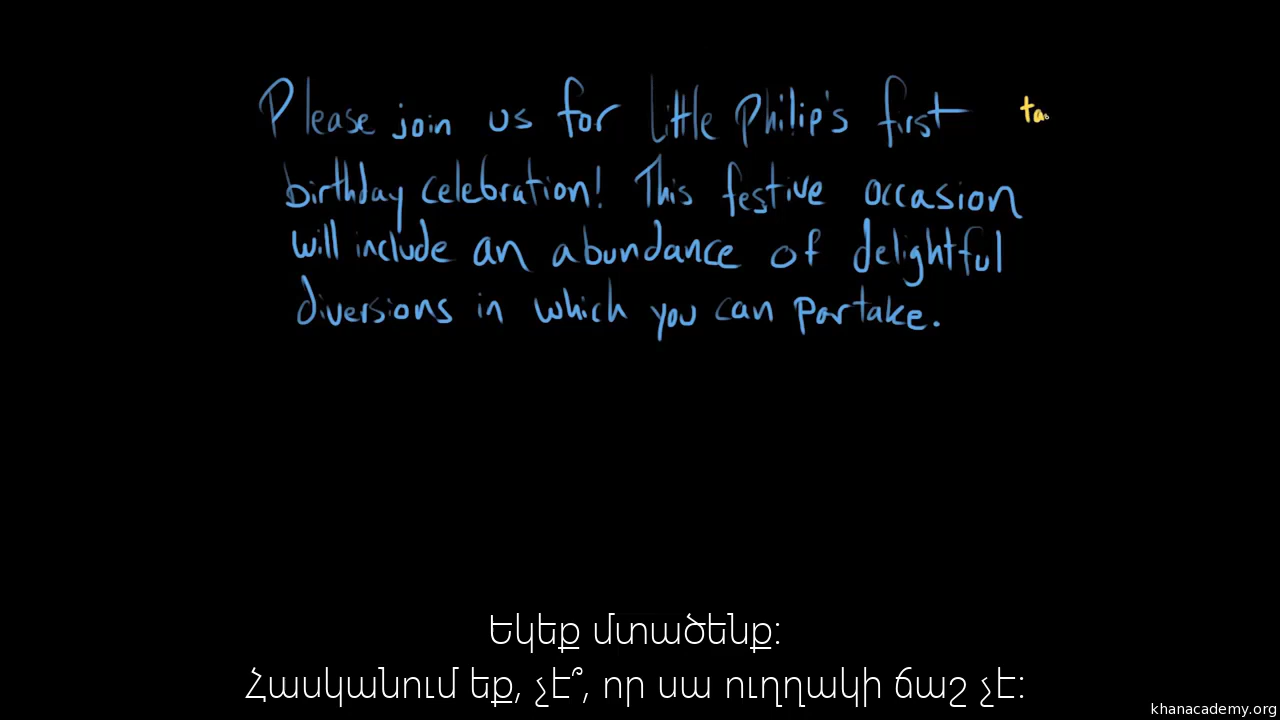 Please join us for little Philip's first ta
birthday celebration! This festive occasion
will include an abundance of delightful
diversions in which you can partake.
Եկեք մտածենք:
Հասկանում եք, չէ՞, որ սա ուղղակի ճաշ չէ:
khanacademy.org